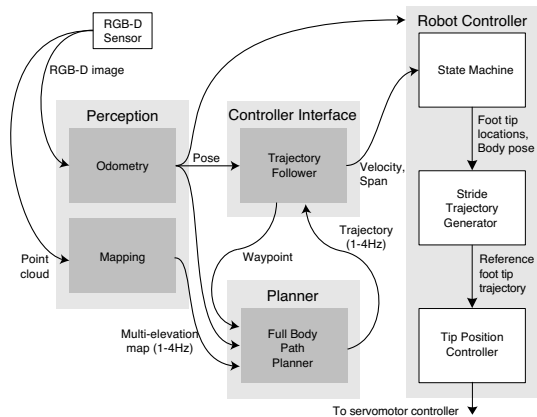 RGB-D
Sensor
RGB-D image
Robot Controller
State Machine
Perception
Controller Interface
Odometry
Pose
Trajectory
Follower
Velocity,
Span
Foot tip
locations,
Body pose
Stride
Trajectory
Generator
Mapping
Point
cloud
Waypoint
Trajectory
(1-4Hz)
Reference
foot tip
trajectory
Planner
Multi-elevation
map (1-4Hz)
Full Body
Path
Planner
Tip Position
Controller
To servomotor controller